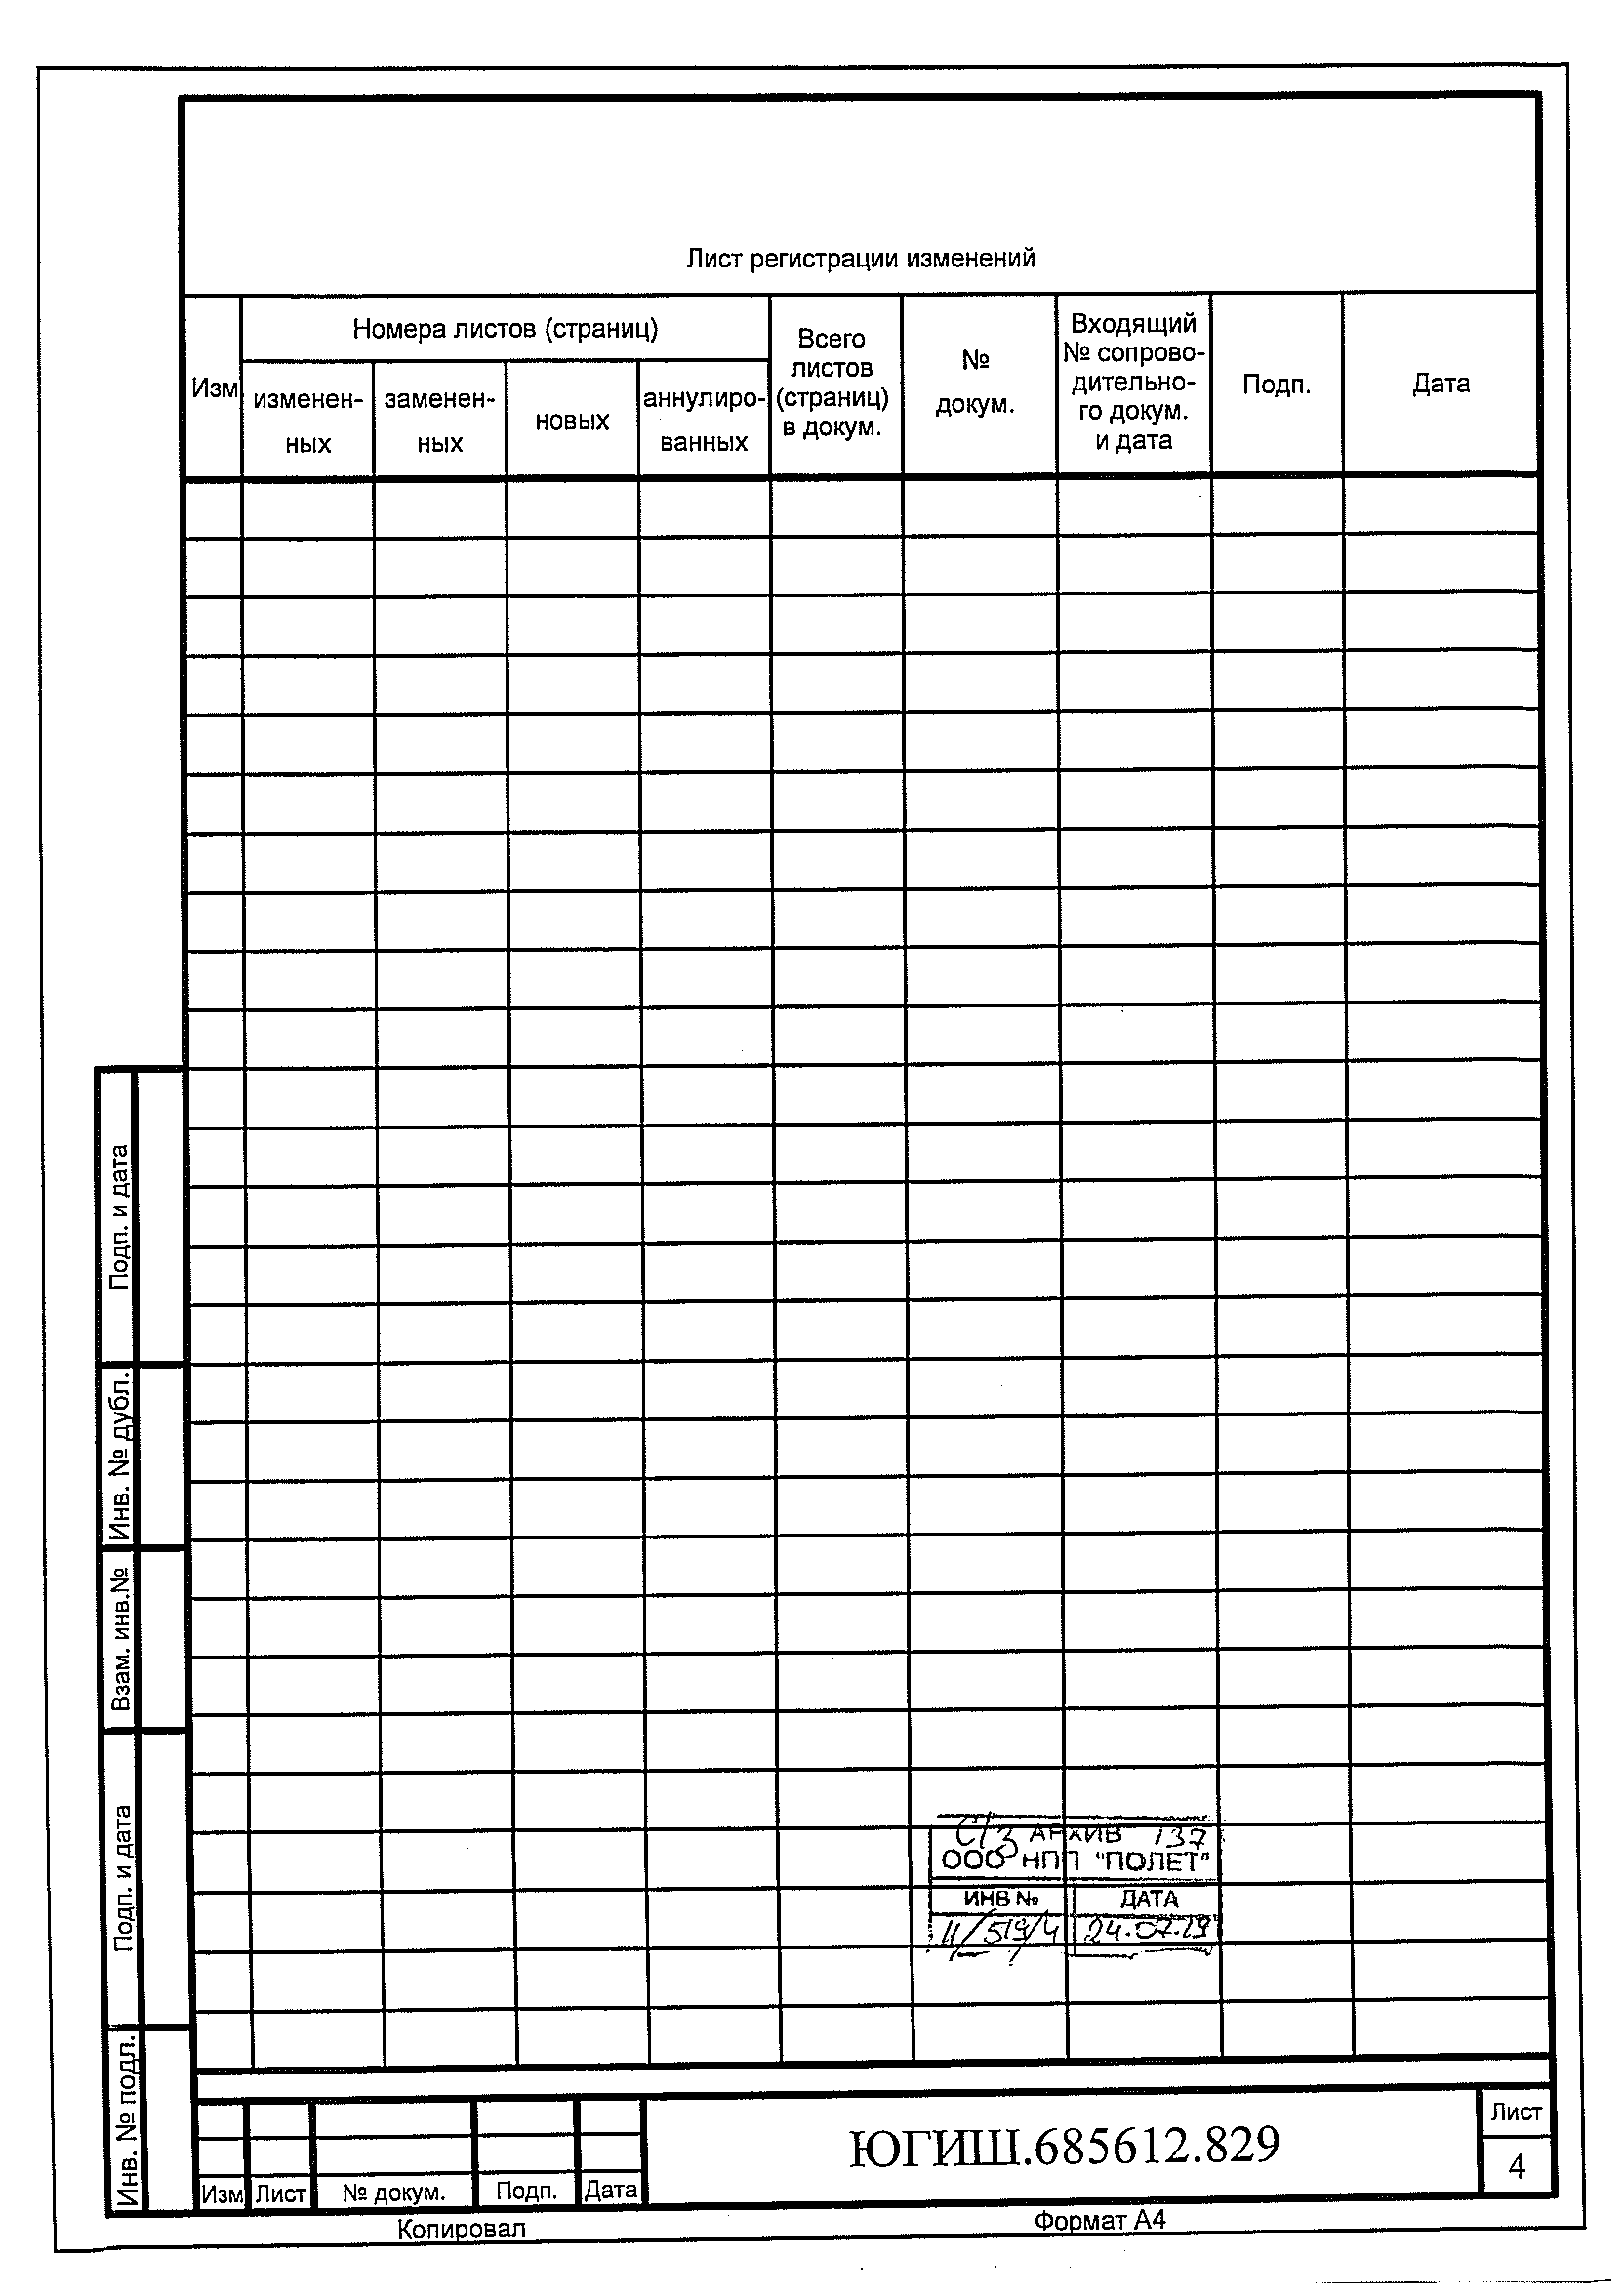 Лист регистрации изменений
Изм
Номера листов (страниц)
изменен-
ных
заменен-
ных
новых
аннулиро-
ванных
Всего
листов
(страниц)
в докум.
№
докум.
Входящий
№ сопрово-
дительно-
го докум.
и дата
Подп.
Дата
Подп. и дата
Инв. № дубл.
Взам. инв.№
Подп. и дата
Инв. № подл.
С/З АРХИВ 137
ООО НПП "ПОЛЕТ"
ИНВ № ДАТА
11/519/4 24.07.19
Изм Лист № докум. Подп. Дата
ЮГИШ.685612.829
Лист
4
Копировал Формат А4